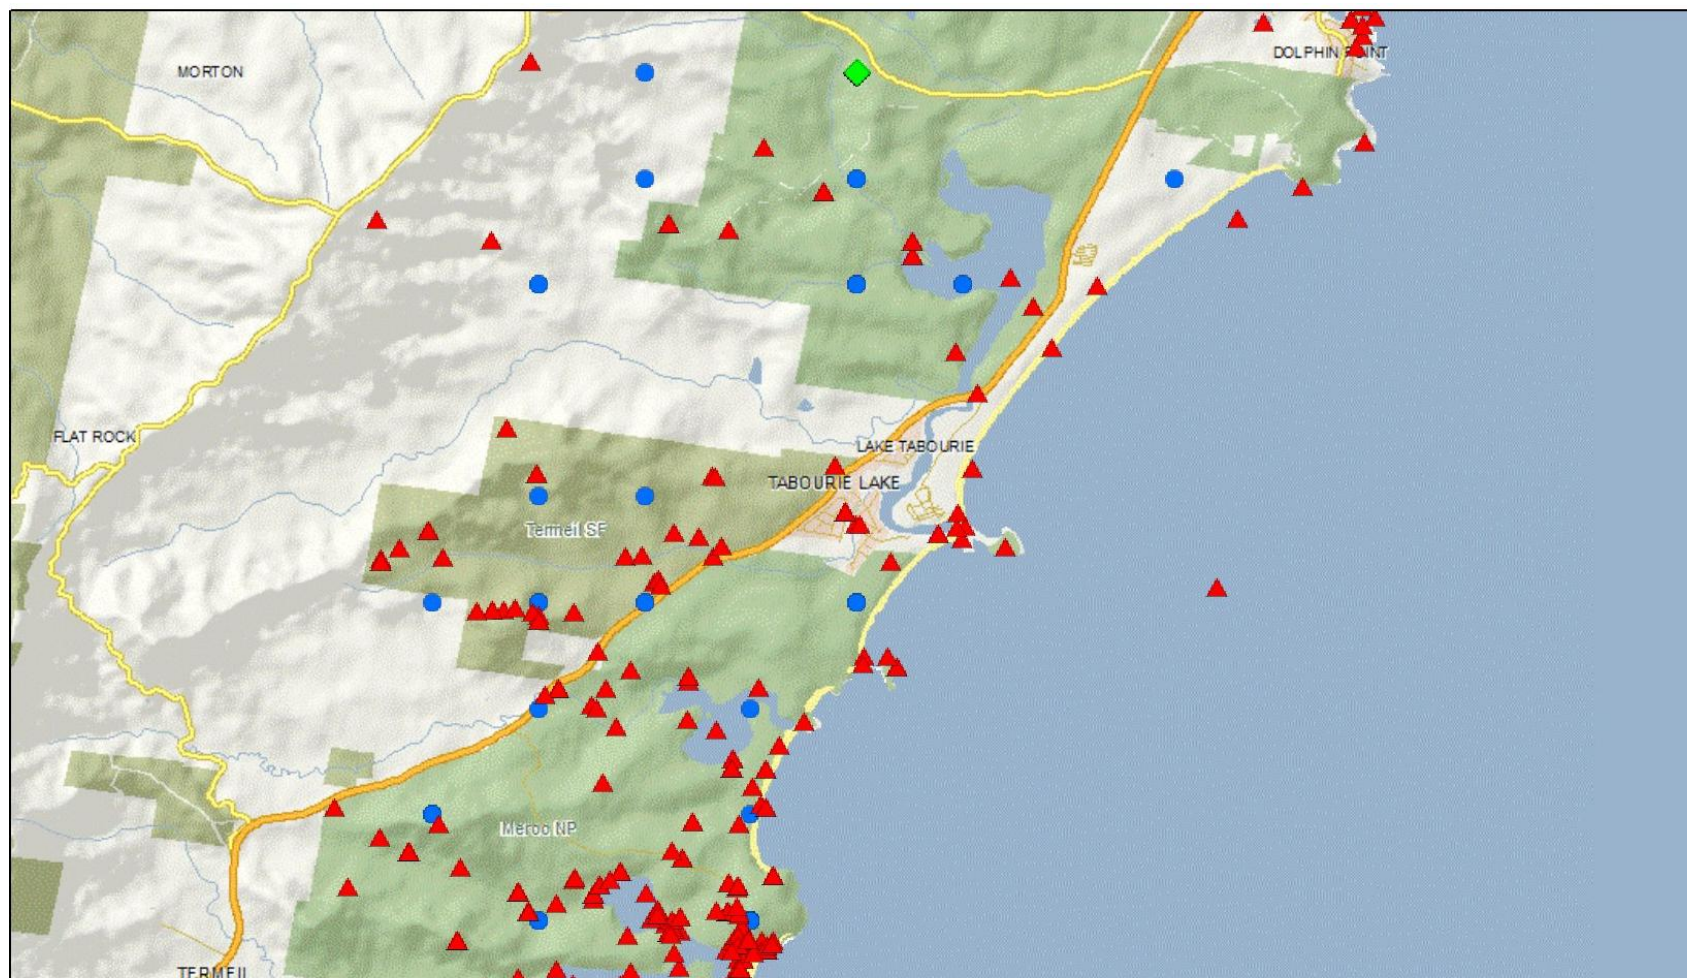 DOLPHIN POINT
MORTON
FLAT ROCK
LAKE TABOURIE
TABOURIE LAKE
Termeil SF
Meroo NP
TERMEIL